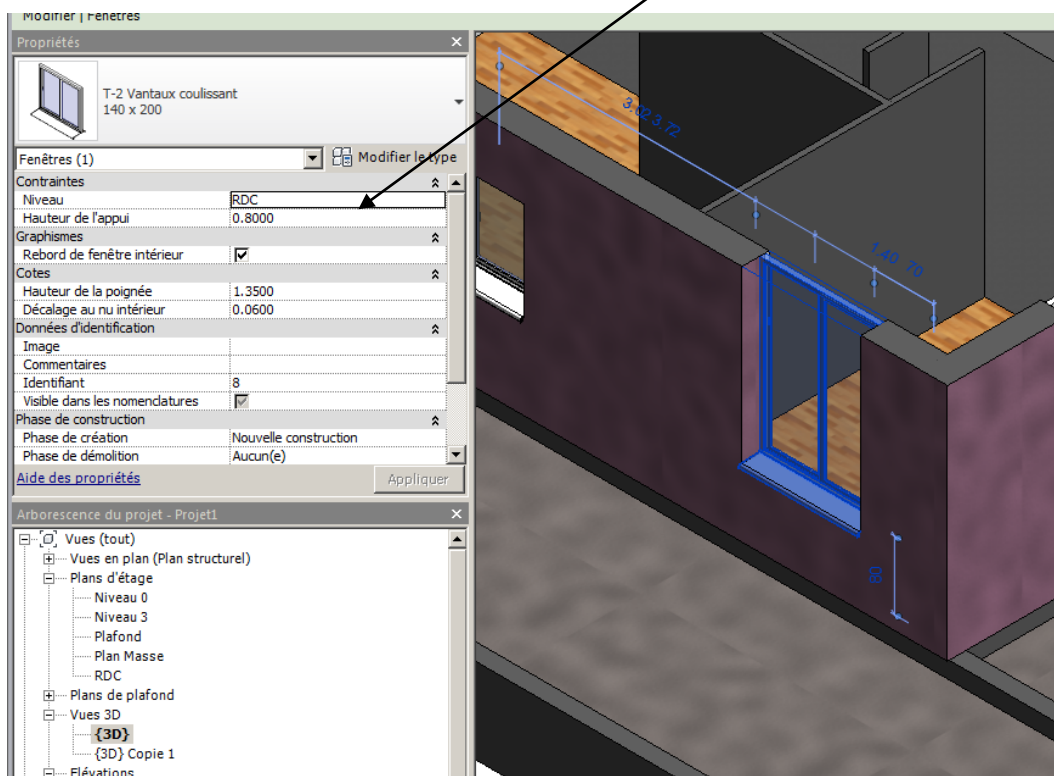 Modifier | Fenêtres
Propriétés
T-2 Vantaux coulissant
140 x 200
Fenêtres (1)
Modifier le type
Contraintes
Niveau RDC
Hauteur de l'appui 0.8000
Graphismes
Rebord de fenêtre intérieur
Cotes
Hauteur de la poignée 1.3500
Décalage au nu intérieur 0.0600
Données d'identification
Image
Commentaires
Identifiant 8
Visible dans les nomenclatures
Phase de construction
Phase de création Nouvelle construction
Phase de démolition Aucun(e)
Aide des propriétés Appliquer
Arborescence du projet - Projet1
Vues (tout)
Vues en plan (Plan structurel)
Plans d'étage
Niveau 0
Niveau 3
Plafond
Plan Masse
RDC
Plans de plafond
Vues 3D
{3D}
{3D} Copie 1
Elévations
3.02 3.72
1.40 70
80